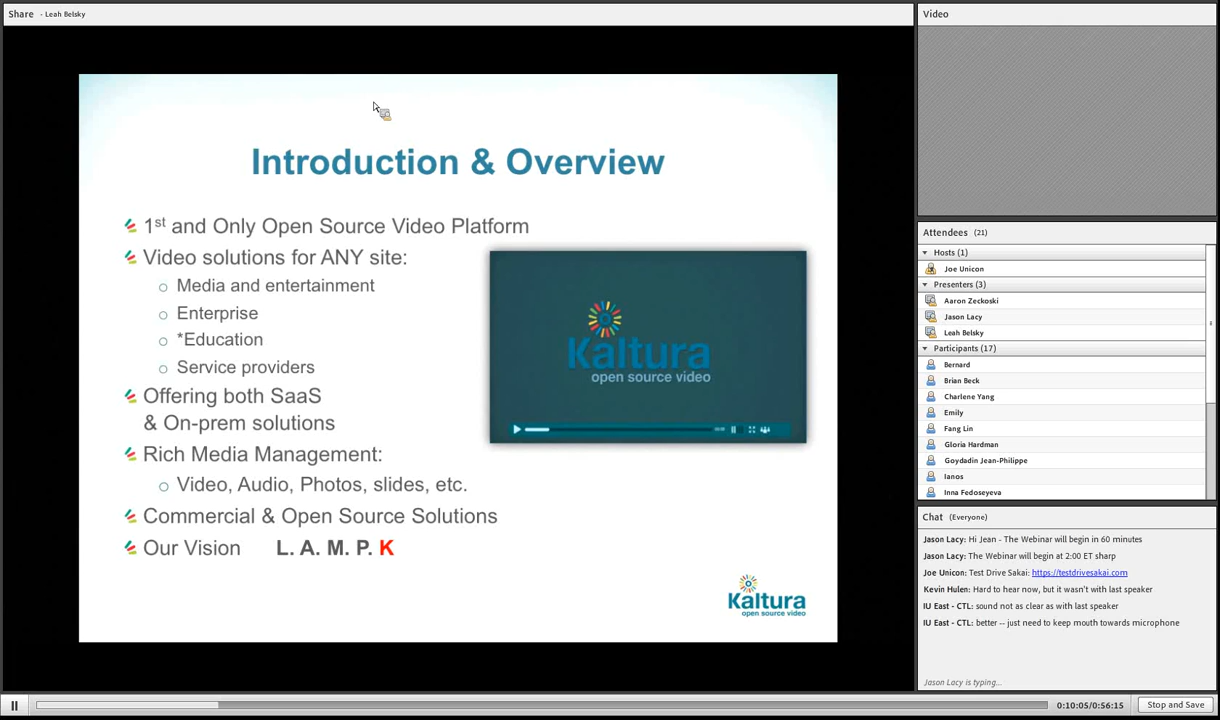 Share - Leah Belsky
Introduction & Overview
1st and Only Open Source Video Platform
Video solutions for ANY site:
Media and entertainment
Enterprise
*Education
Service providers
Offering both SaaS
& On-prem solutions
Rich Media Management:
Video, Audio, Photos, slides, etc.
Commercial & Open Source Solutions
Our Vision L. A. M. P. K
Kaltura
open source video
Kaltura
open source video
Video
Attendees (21)
Hosts (1)
Joe Unicon
Presenters (3)
Aaron Zeckoski
Jason Lacy
Leah Belsky
Participants (17)
Bernard
Brian Beck
Charlene Yang
Emily
Fang Lin
Gloria Hardman
Goydadin Jean-Philippe
Ianos
Inna Fedoseyeva
Chat (Everyone)
Jason Lacy: Hi Jean - The Webinar will begin in 60 minutes
Jason Lacy: The Webinar will begin at 2:00 ET sharp
Joe Unicon: Test Drive Sakai: https://testdrivesakai.com
Kevin Hulen: Hard to hear now, but it wasn't with last speaker
IU East - CTL: sound not as clear as with last speaker
IU East - CTL: better -- just need to keep mouth towards microphone
Jason Lacy is typing...
0:10:05/0:56:15
Stop and Save